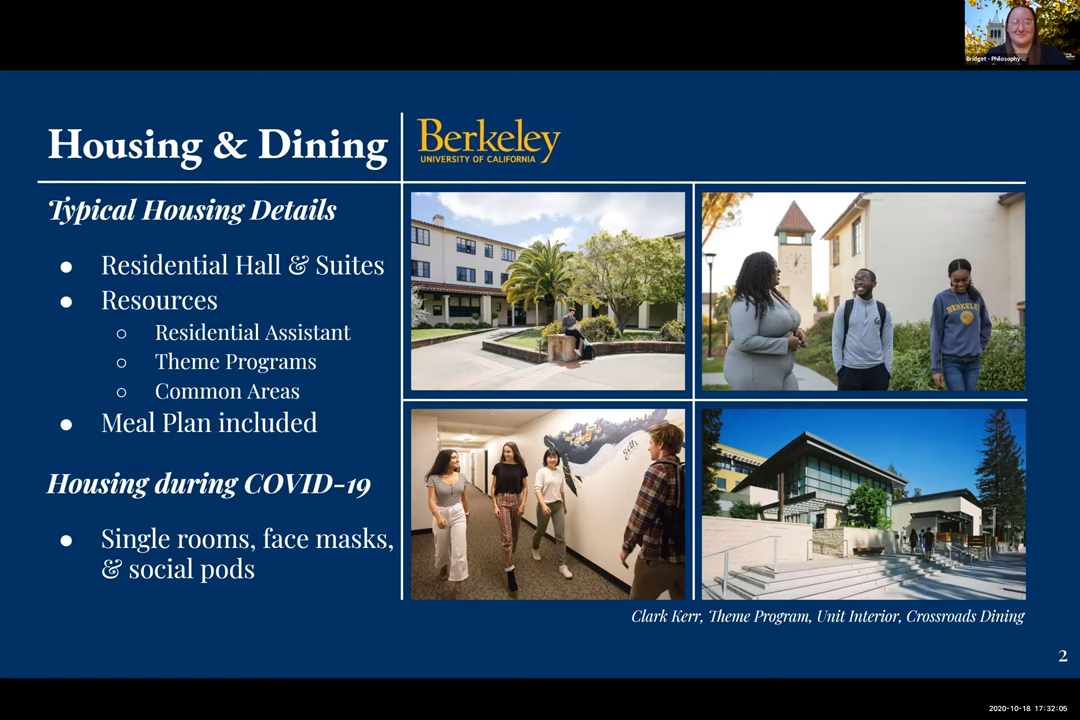 Bridget - Philosophy ...
Housing & Dining
Berkeley
UNIVERSITY OF CALIFORNIA
Typical Housing Details
● Residential Hall & Suites
● Resources
○ Residential Assistant
○ Theme Programs
○ Common Areas
● Meal Plan included
Housing during COVID-19
● Single rooms, face masks,
& social pods
BERKELEY
Clark Kerr, Theme Program, Unit Interior, Crossroads Dining
2
2020-10-18 17:32:05